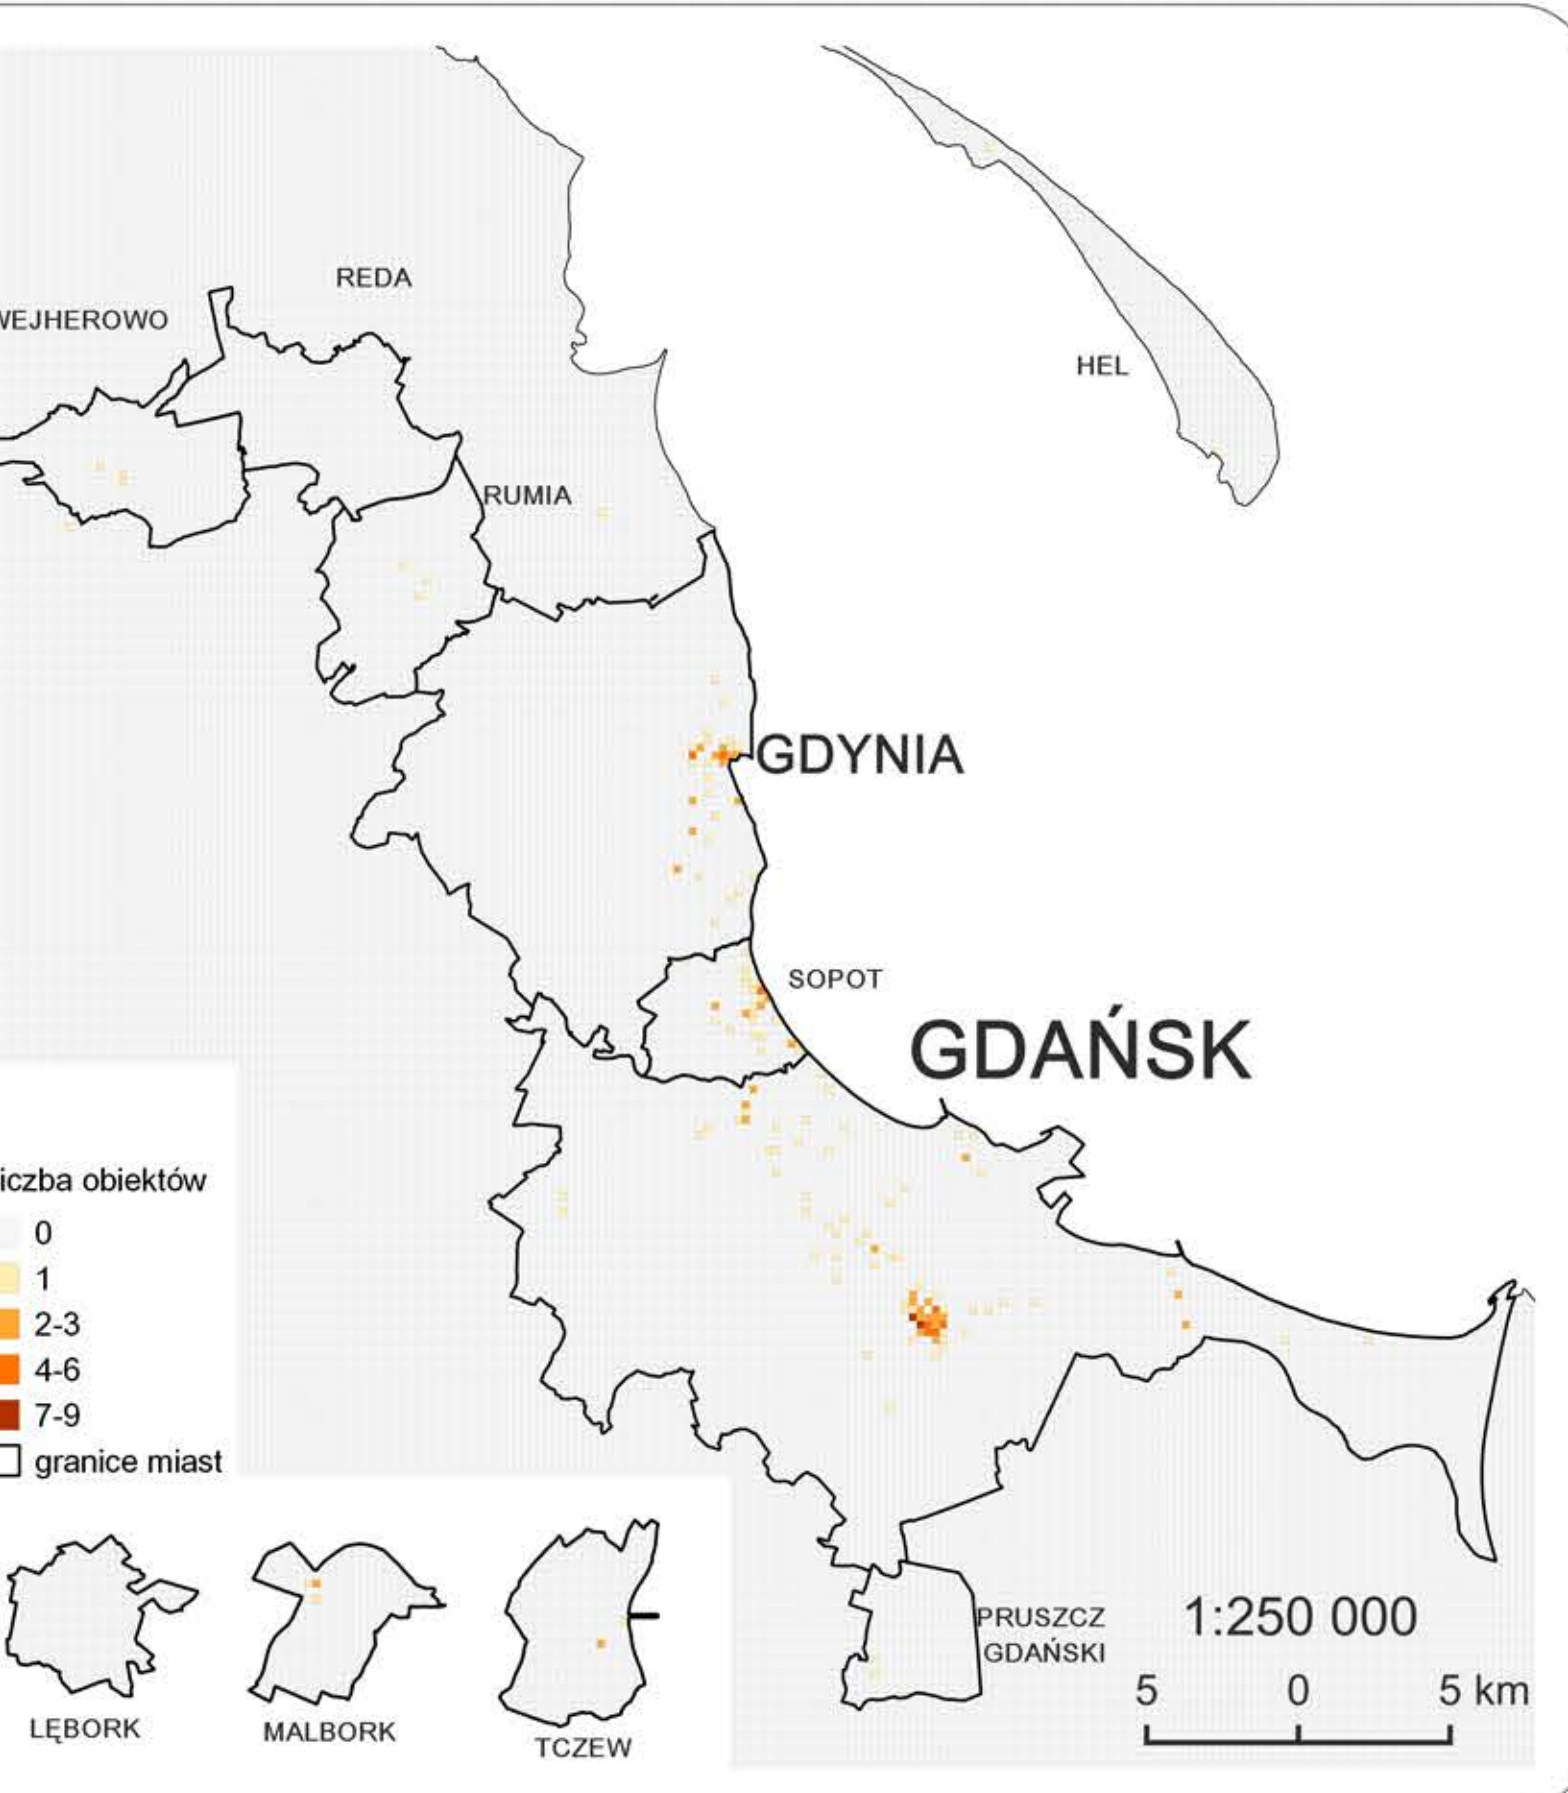 REDA
WEJHEROWO
HEL
RUMIA
GDYNIA
SOPOT
GDAŃSK
iczba obiektów
0
1
2-3
4-6
7-9
granice miast
PRUSZCZ
GDAŃSKI
1:250 000
5 0 5 km
LĘBORK
MALBORK
TCZEW